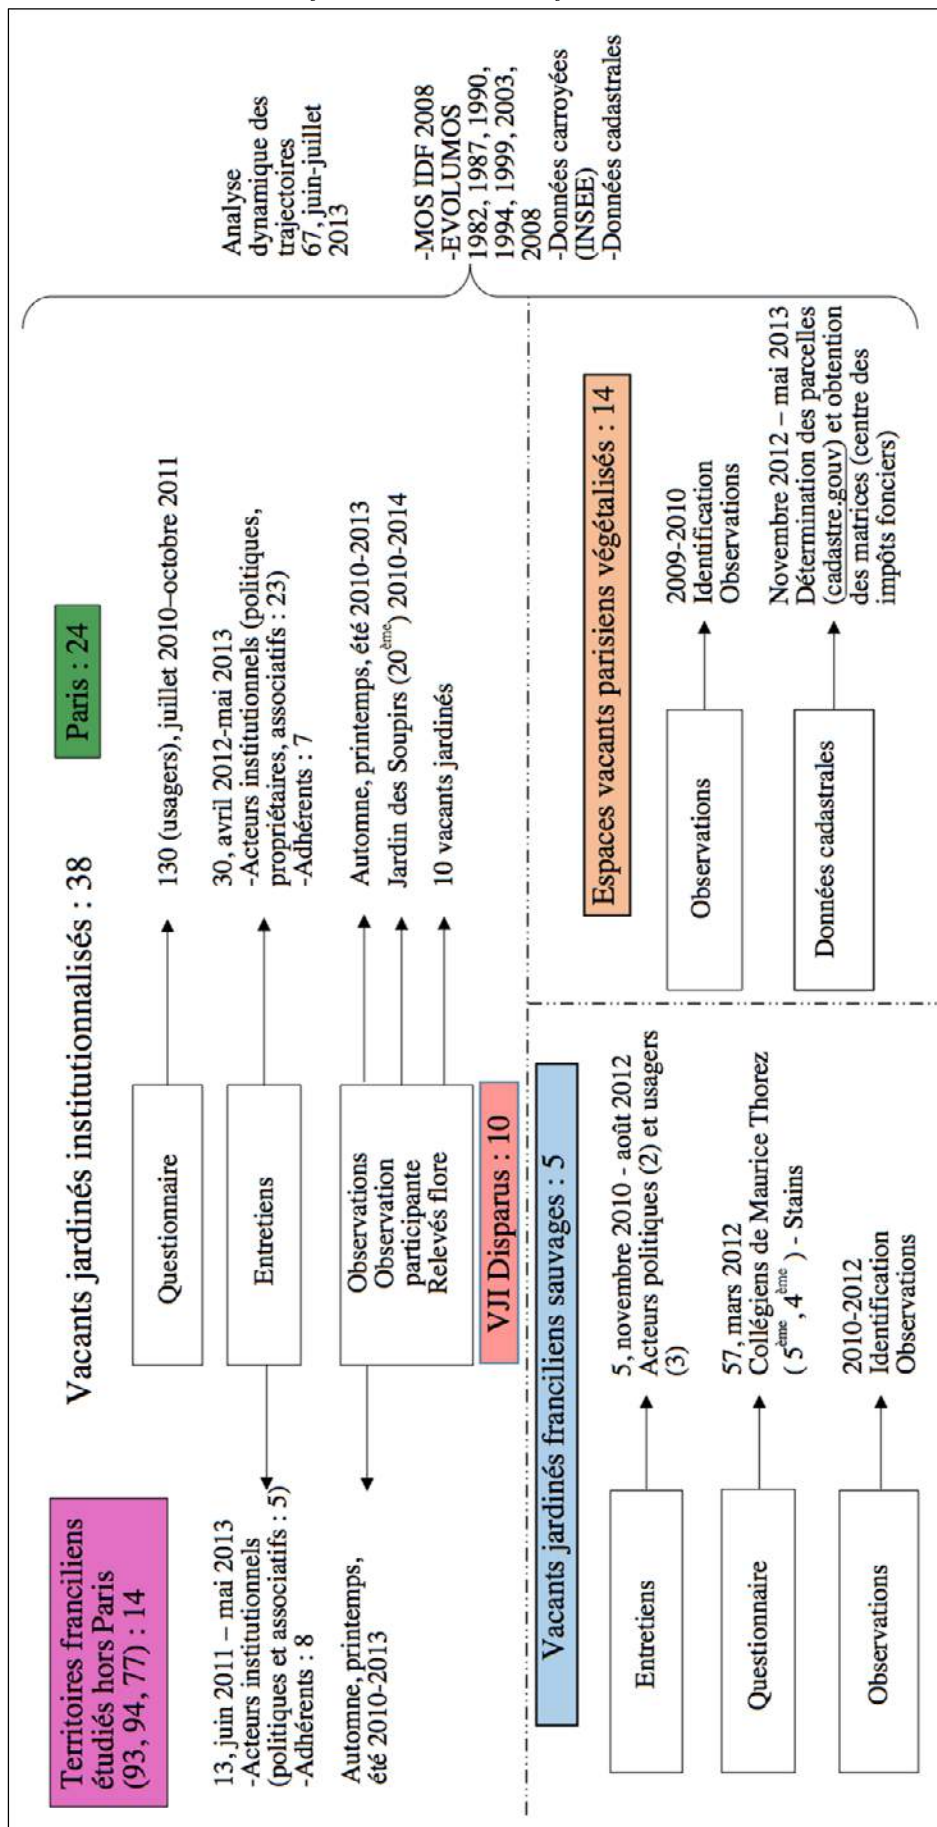 Vacants jardinés institutionnalisés : 38
Territoires franciliens
étudiés hors Paris
(93, 94, 77) : 14
Paris : 24
13, juin 2011 – mai 2013
-Acteurs institutionnels
(politiques et associatifs : 5)
-Adhérents : 8
Automne, printemps,
été 2010-2013
Questionnaire
Entretiens
Observations
Observation
participante
Relevés flore
VJI Disparus : 10
130 (usagers), juillet 2010–octobre 2011
30, avril 2012-mai 2013
-Acteurs institutionnels (politiques,
propriétaires, associatifs : 23)
-Adhérents : 7
Automne, printemps, été 2010-2013
Jardin des Soupirs (20ème) 2010-2014
10 vacants jardinés
Vacants jardinés franciliens sauvages : 5
Entretiens
5, novembre 2010 - août 2012
Acteurs politiques (2) et usagers
(3)
Questionnaire
57, mars 2012
Collégiens de Maurice Thorez
( 5ème , 4ème ) - Stains
Observations
2010-2012
Identification
Observations
Espaces vacants parisiens végétalisés : 14
Observations
2009-2010
Identification
Observations
Données cadastrales
Novembre 2012 – mai 2013
Détermination des parcelles
(cadastre.gouv) et obtention
des matrices (centre des
impôts fonciers)
Analyse
dynamique des
trajectoires
67, juin-juillet
2013
-MOS IDF 2008
-EVOLUMOS
1982, 1987, 1990,
1994, 1999, 2003,
2008
-Données carroyées
(INSEE)
-Données cadastrales